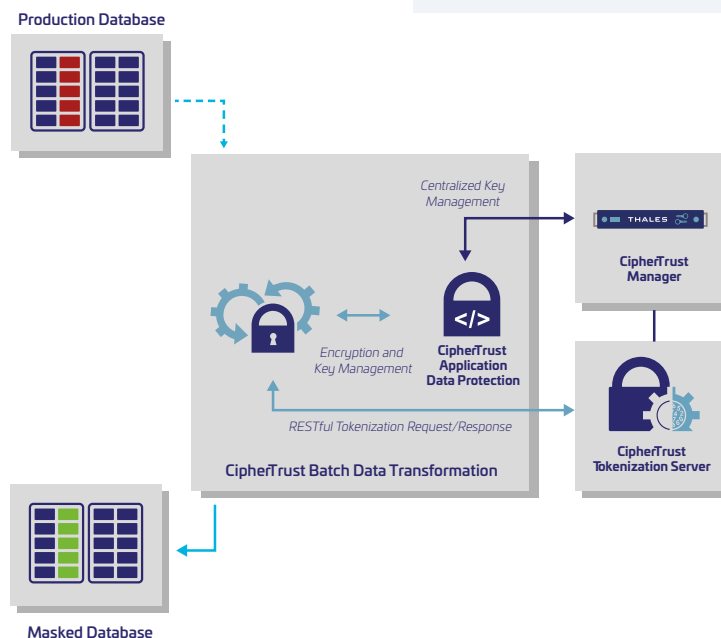 Production Database
Centralized Key
Management
THALES
CipherTrust
Manager
</>
Encryption and
Key Management
CipherTrust
Application
Data Protection
RESTful Tokenization Request/Response
CipherTrust
Tokenization Server
CipherTrust Batch Data Transformation
Masked Database